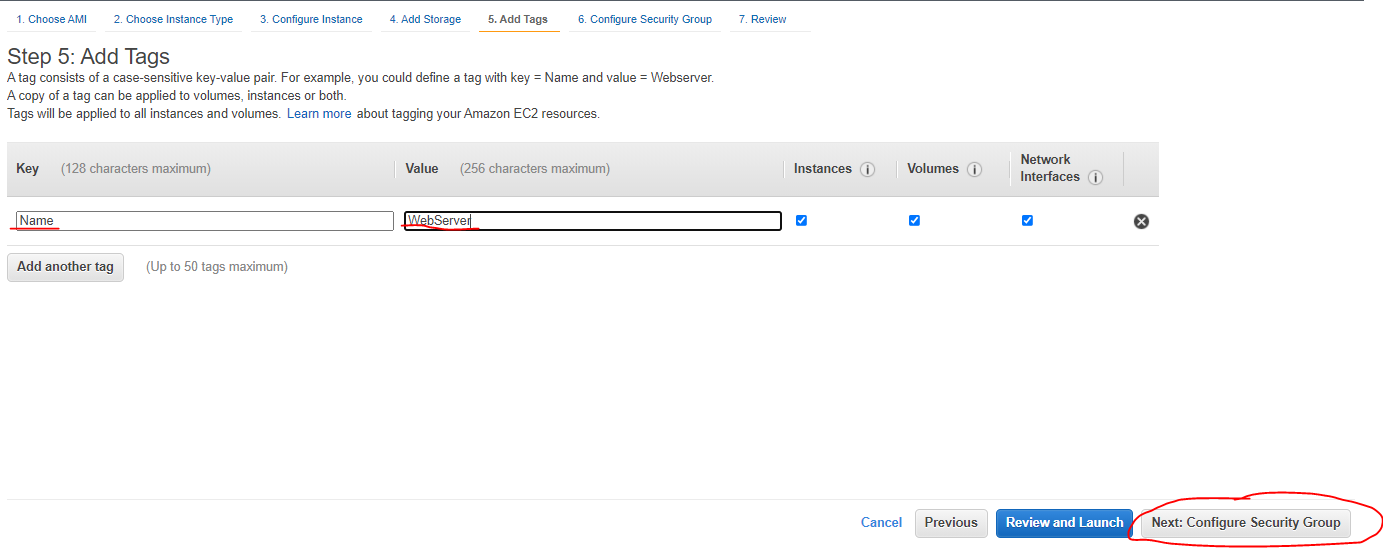 1. Choose AMI 2. Choose Instance Type 3. Configure Instance 4. Add Storage 5. Add Tags 6. Configure Security Group 7. Review
Step 5: Add Tags
A tag consists of a case-sensitive key-value pair. For example, you could define a tag with key = Name and value = Webserver.
A copy of a tag can be applied to volumes, instances or both.
Tags will be applied to all instances and volumes. Learn more about tagging your Amazon EC2 resources.
Key (128 characters maximum) Value (256 characters maximum) Instances i Volumes i Network Interfaces i
Name WebServer
Add another tag (Up to 50 tags maximum)
Cancel Previous Review and Launch Next: Configure Security Group